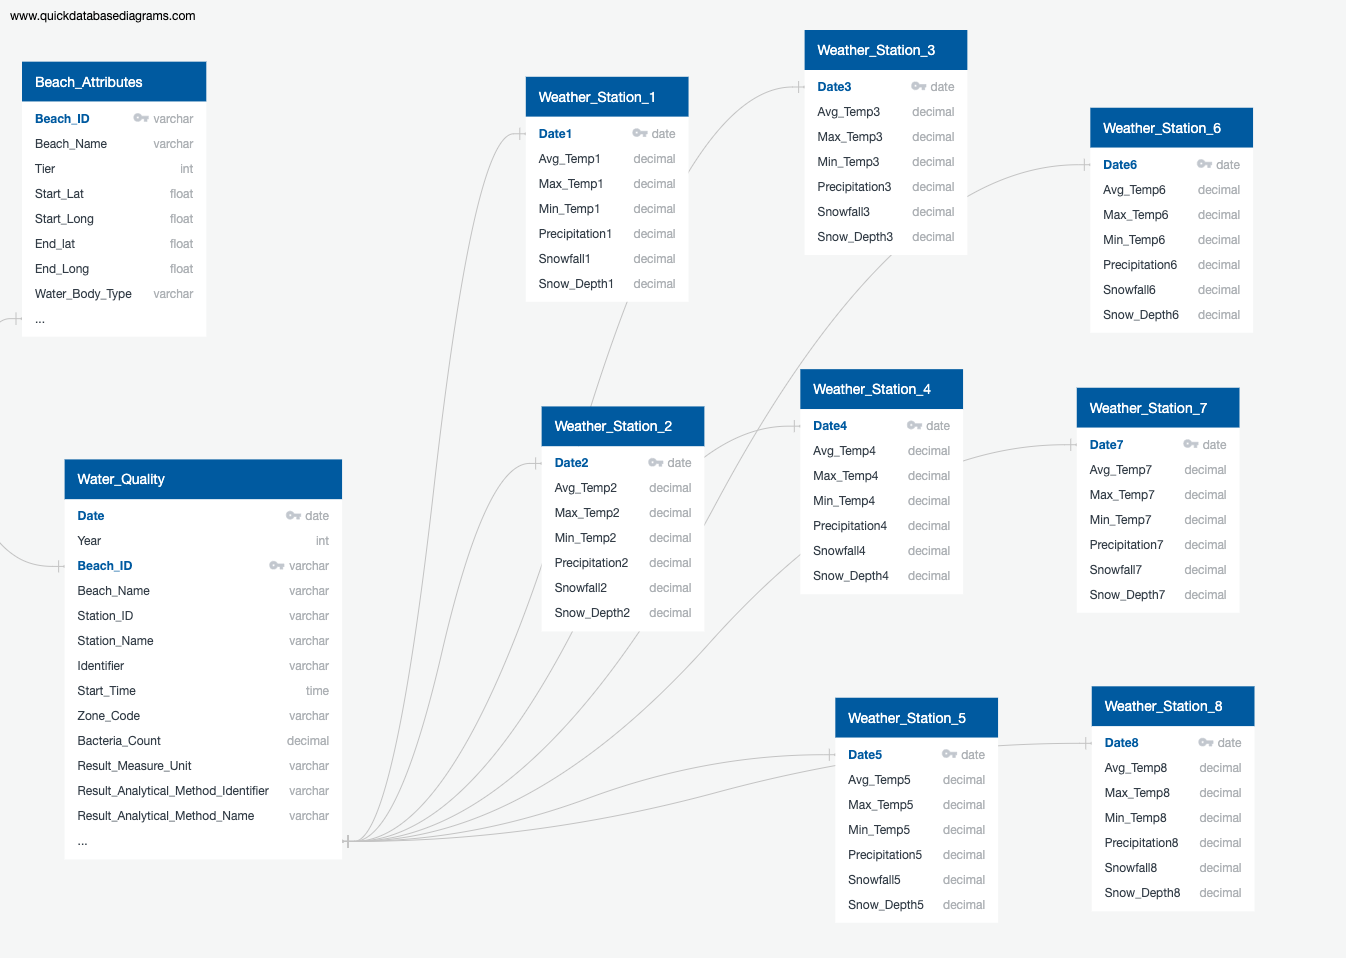 www.quickdatabasediagrams.com
Beach_Attributes
Beach_ID varchar
Beach_Name varchar
Tier int
Start_Lat float
Start_Long float
End_lat float
End_Long float
Water_Body_Type varchar
...
Water_Quality
Date date
Year int
Beach_ID varchar
Beach_Name varchar
Station_ID varchar
Station_Name varchar
Identifier varchar
Start_Time time
Zone_Code varchar
Bacteria_Count decimal
Result_Measure_Unit varchar
Result_Analytical_Method_Identifier varchar
Result_Analytical_Method_Name varchar
...
Weather_Station_1
Date1 date
Avg_Temp1 decimal
Max_Temp1 decimal
Min_Temp1 decimal
Precipitation1 decimal
Snowfall1 decimal
Snow_Depth1 decimal
Weather_Station_2
Date2 date
Avg_Temp2 decimal
Max_Temp2 decimal
Min_Temp2 decimal
Precipitation2 decimal
Snowfall2 decimal
Snow_Depth2 decimal
Weather_Station_3
Date3 date
Avg_Temp3 decimal
Max_Temp3 decimal
Min_Temp3 decimal
Precipitation3 decimal
Snowfall3 decimal
Snow_Depth3 decimal
Weather_Station_4
Date4 date
Avg_Temp4 decimal
Max_Temp4 decimal
Min_Temp4 decimal
Precipitation4 decimal
Snowfall4 decimal
Snow_Depth4 decimal
Weather_Station_5
Date5 date
Avg_Temp5 decimal
Max_Temp5 decimal
Min_Temp5 decimal
Precipitation5 decimal
Snowfall5 decimal
Snow_Depth5 decimal
Weather_Station_6
Date6 date
Avg_Temp6 decimal
Max_Temp6 decimal
Min_Temp6 decimal
Precipitation6 decimal
Snowfall6 decimal
Snow_Depth6 decimal
Weather_Station_7
Date7 date
Avg_Temp7 decimal
Max_Temp7 decimal
Min_Temp7 decimal
Precipitation7 decimal
Snowfall7 decimal
Snow_Depth7 decimal
Weather_Station_8
Date8 date
Avg_Temp8 decimal
Max_Temp8 decimal
Min_Temp8 decimal
Precipitation8 decimal
Snowfall8 decimal
Snow_Depth8 decimal